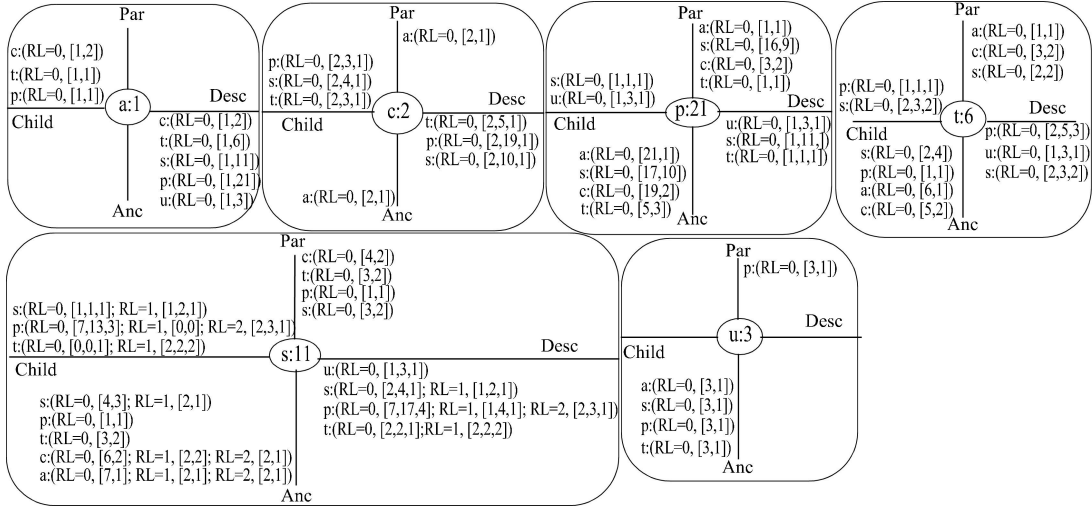 Par
c:(RL=0, [1,2])
t:(RL=0, [1,1])
p:(RL=0, [1,1])
a:1
Child
Desc
c:(RL=0, [1,2])
t:(RL=0, [1,6])
s:(RL=0, [1,11])
p:(RL=0, [1,21])
u:(RL=0, [1,3])
Anc
Par
a:(RL=0, [2,1])
p:(RL=0, [2,3,1])
s:(RL=0, [2,4,1])
t:(RL=0, [2,3,1])
c:2
Child
Desc
t:(RL=0, [2,5,1])
p:(RL=0, [2,19,1])
s:(RL=0, [2,10,1])
a:(RL=0, [2,1])
Anc
Par
a:(RL=0, [1,1])
s:(RL=0, [16,9])
c:(RL=0, [3,2])
t:(RL=0, [1,1])
s:(RL=0, [1,1,1])
u:(RL=0, [1,3,1])
p:21
Child
Desc
u:(RL=0, [1,3,1])
s:(RL=0, [1,11,])
t:(RL=0, [1,1,1])
a:(RL=0, [21,1])
s:(RL=0, [17,10])
c:(RL=0, [19,2])
t:(RL=0, [5,3])
Anc
Par
a:(RL=0, [1,1])
c:(RL=0, [3,2])
s:(RL=0, [2,2])
p:(RL=0, [1,1,1])
s:(RL=0, [2,3,2])
t:6
Child
Desc
p:(RL=0, [2,5,3])
u:(RL=0, [1,3,1])
s:(RL=0, [2,3,2])
s:(RL=0, [2,4])
p:(RL=0, [1,1])
a:(RL=0, [6,1])
c:(RL=0, [5,2])
Anc
Par
c:(RL=0, [4,2])
t:(RL=0, [3,2])
p:(RL=0, [1,1])
s:(RL=0, [3,2])
s:(RL=0, [1,1,1]; RL=1, [1,2,1])
p:(RL=0, [7,13,3]; RL=1, [0,0]; RL=2, [2,3,1])
t:(RL=0, [0,0,1]; RL=1, [2,2,2])
s:11
Child
Desc
u:(RL=0, [1,3,1])
s:(RL=0, [2,4,1]; RL=1, [1,2,1])
p:(RL=0, [7,17,4]; RL=1, [1,4,1]; RL=2, [2,3,1])
t:(RL=0, [2,2,1];RL=1, [2,2,2])
s:(RL=0, [4,3]; RL=1, [2,1])
p:(RL=0, [1,1])
t:(RL=0, [3,2])
c:(RL=0, [6,2]; RL=1, [2,2]; RL=2, [2,1])
a:(RL=0, [7,1]; RL=1, [2,1]; RL=2, [2,1])
Anc
Par
p:(RL=0, [3,1])
u:3
Child
Desc
a:(RL=0, [3,1])
s:(RL=0, [3,1])
p:(RL=0, [3,1])
t:(RL=0, [3,1])
Anc